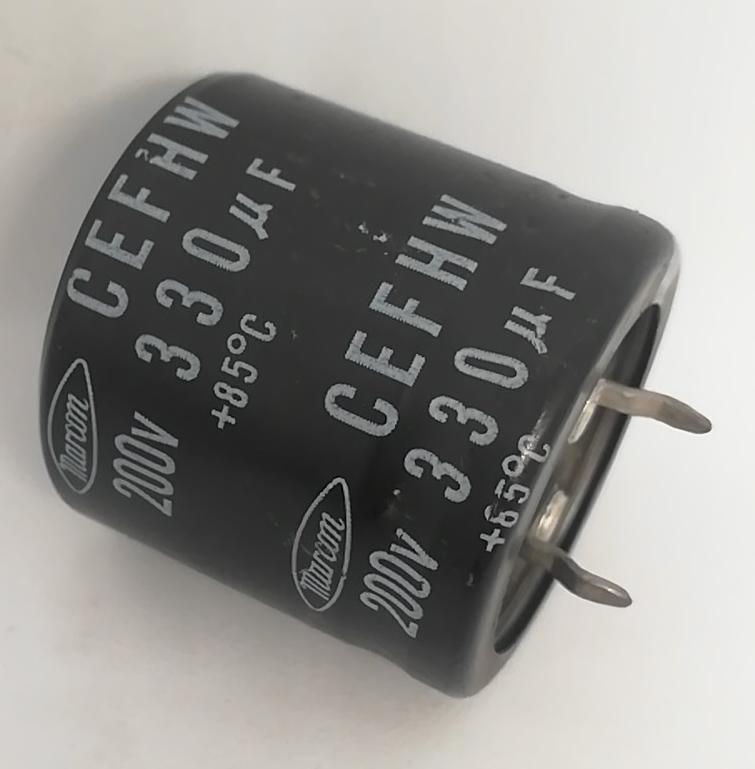 Marcon CEFHW
200v 330µF
+85°C
Marcon CEFHW
200v 330µF
+85°C